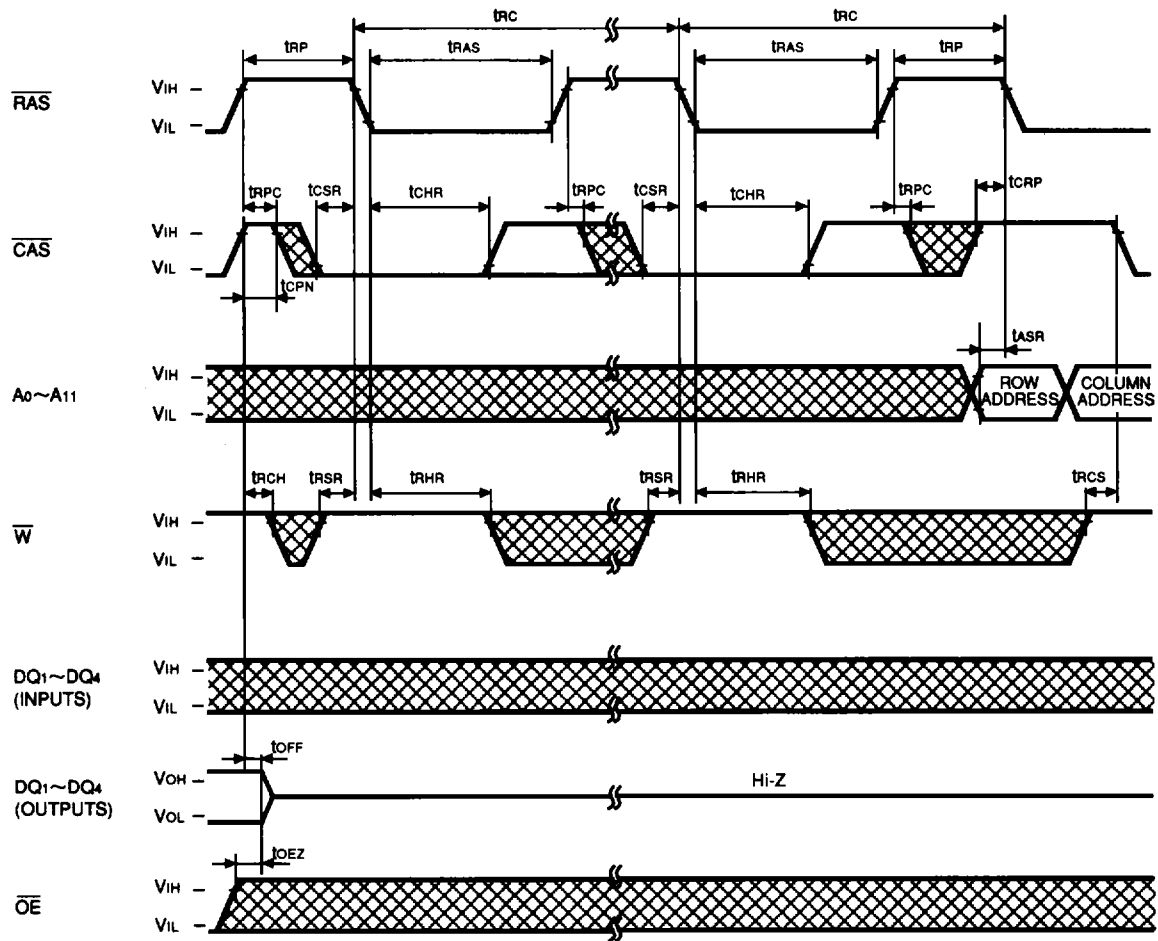 tRC tRC
tRP tRAS tRAS tRP
RAS
VIH
VIL
tRPC tCSR tCHR tRPC tCSR tCHR tRPC tCRP
CAS
VIH
VIL
tCPN
tASR
A0~A11
VIH
VIL
ROW ADDRESS
COLUMN ADDRESS
tRCH tRSR tRHR tRSR tRHR tRCS
W
VIH
VIL
DQ1~DQ4
(INPUTS)
VIH
VIL
tOFF
DQ1~DQ4
(OUTPUTS)
VOH
VOL
Hi-Z
tOEZ
OE
VIH
VIL